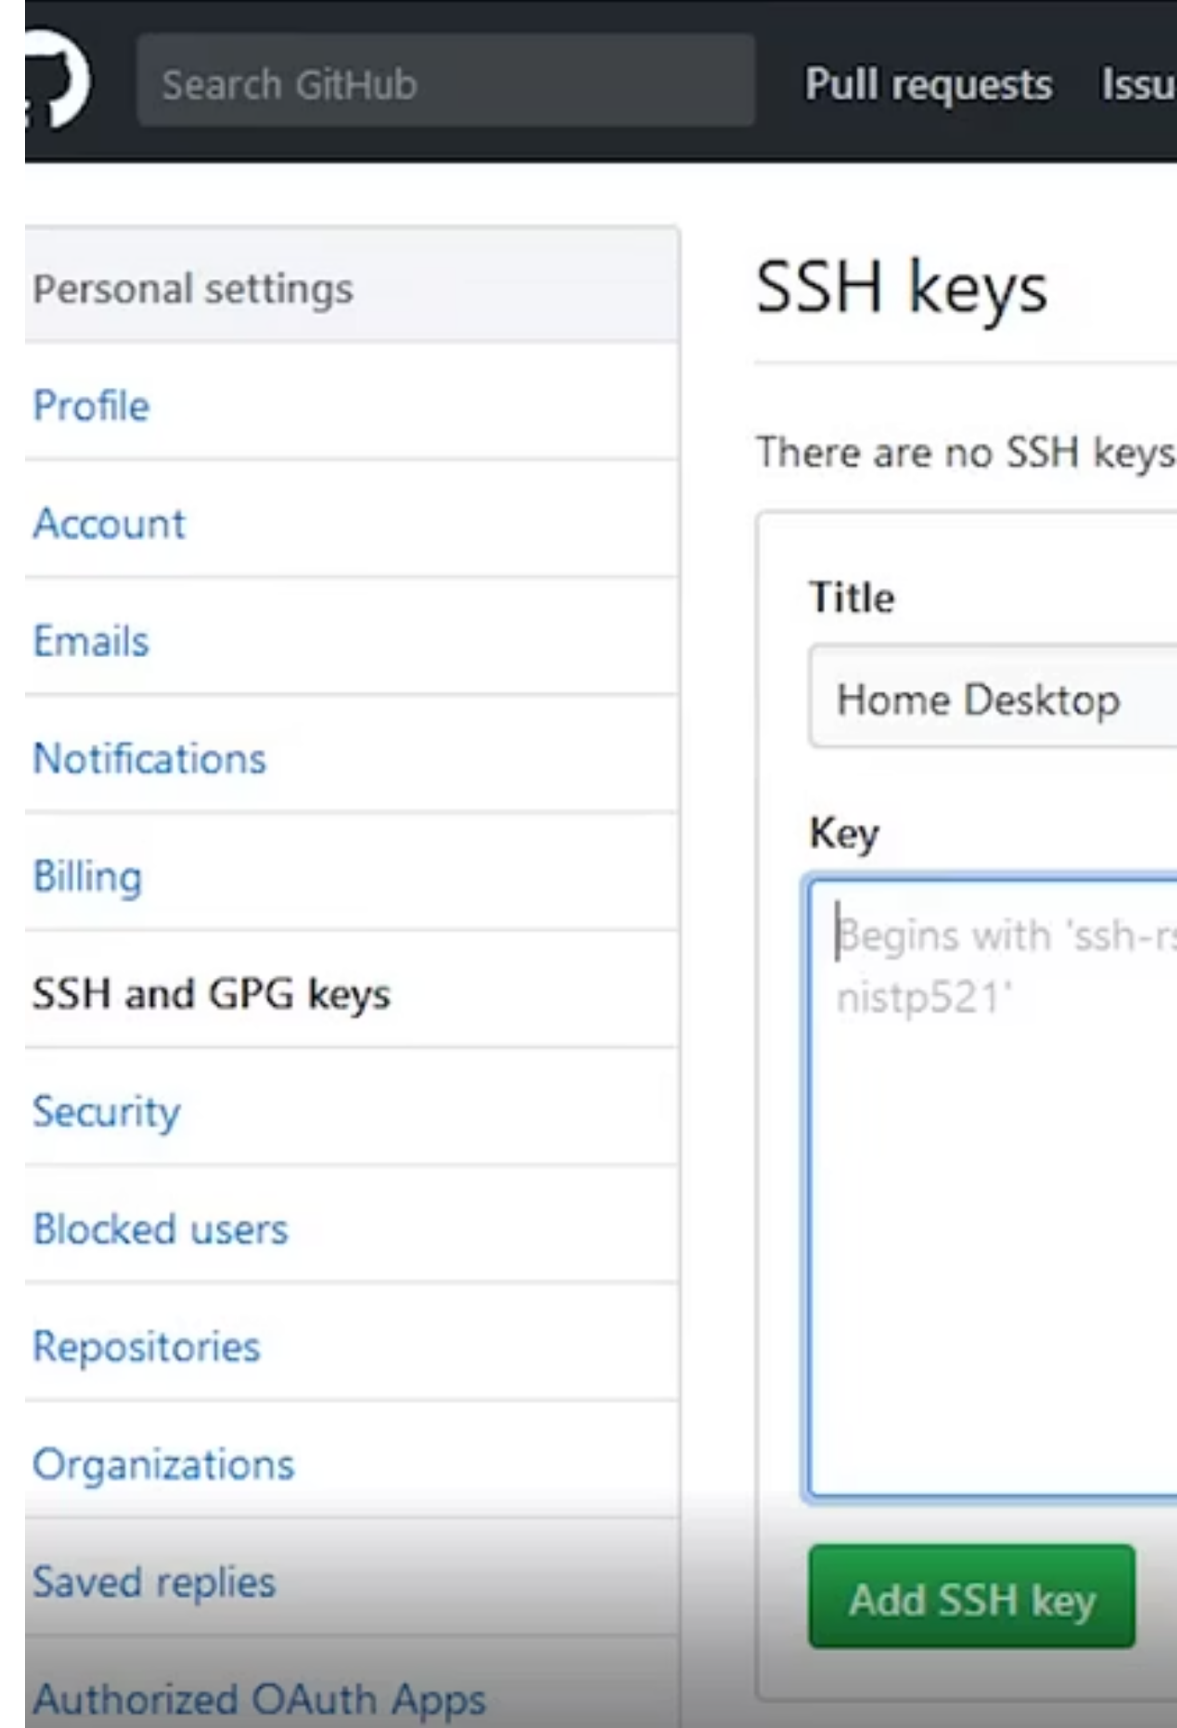 Search GitHub
Pull requests
Personal settings
Profile
Account
Emails
Notifications
Billing
SSH and GPG keys
Security
Blocked users
Repositories
Organizations
Saved replies
Authorized OAuth Apps
SSH keys
There are no SSH keys
Title
Home Desktop
Key
Begins with 'ssh-rs
nistp521'
Add SSH key